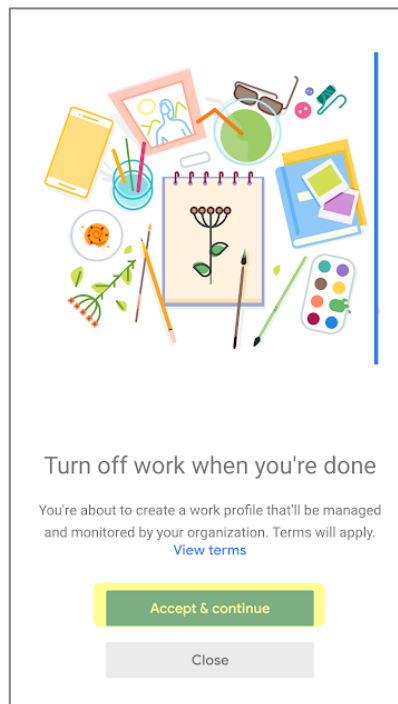 Turn off work when you're done
You're about to create a work profile that'll be managed
and monitored by your organization. Terms will apply.
View terms
Accept & continue
Close